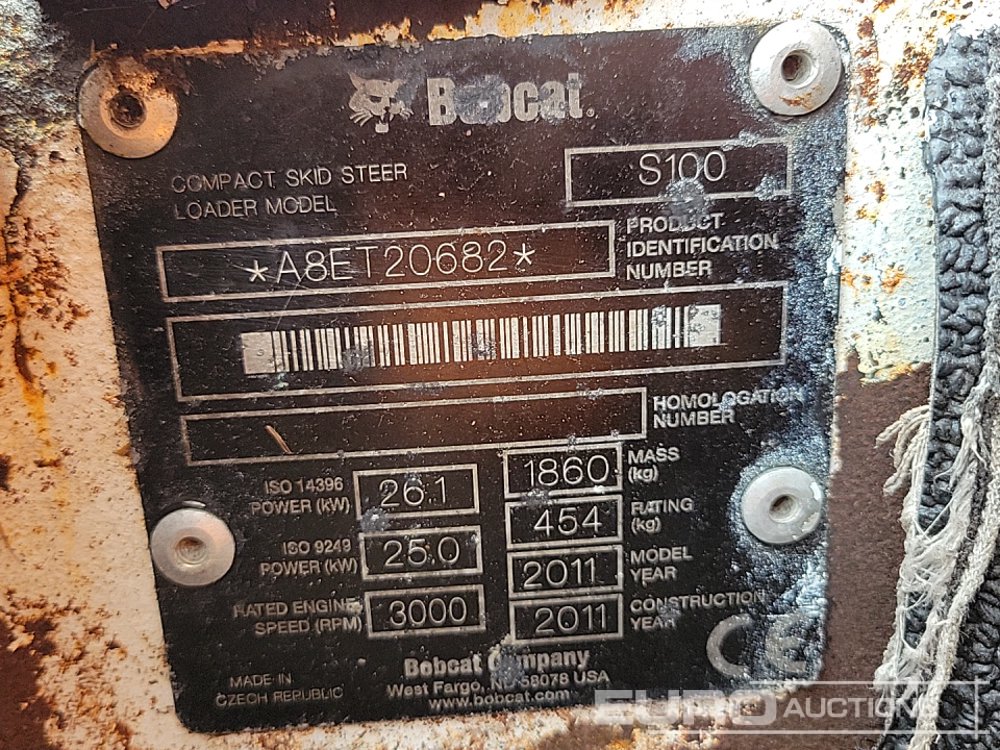 Bobcat.
COMPACT SKID STEER
LOADER MODEL
S100
*A8ET20682*
PRODUCT
IDENTIFICATION
NUMBER
HOMOLOGATION
NUMBER
ISO 14396
POWER (kW)
26.1
1860
MASS
(kg)
454
RATING
(kg)
ISO 9249
POWER (kW)
25.0
2011
MODEL
YEAR
RATED ENGINE
SPEED (RPM)
3000
2011
CONSTRUCTION
YEAR
CE
Bobcat Company
West Fargo, ND 58078 USA
www.bobcat.com
MADE IN
CZECH REPUBLIC
EURO AUCTIONS